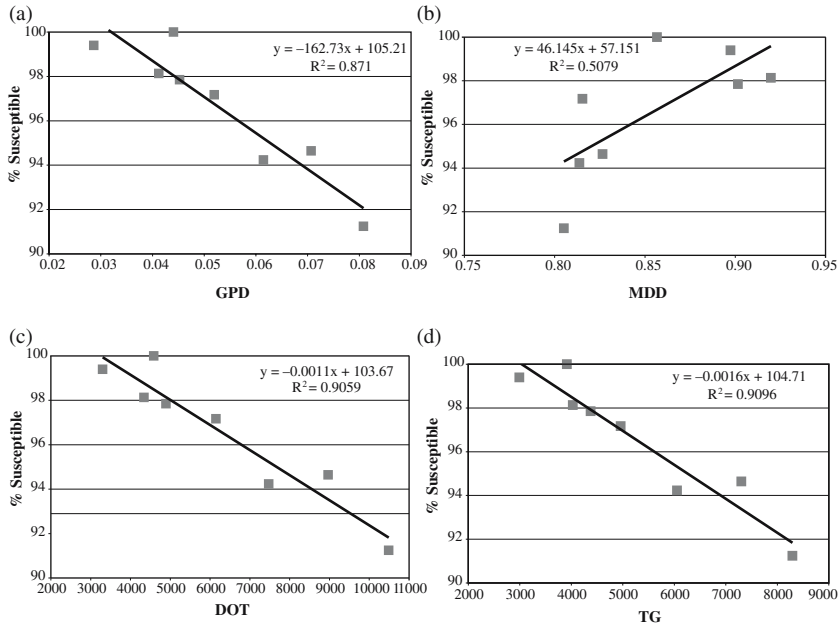 (a)
100
98
96
94
92
90
% Susceptible
y = –162.73x + 105.21
R² = 0.871
0.02 0.03 0.04 0.05 0.06 0.07 0.08 0.09
GPD
(b)
100
98
96
94
92
90
% Susceptible
y = 46.145x + 57.151
R² = 0.5079
0.75 0.80 0.85 0.90 0.95
MDD
(c)
100
98
96
94
92
90
% Susceptible
y = –0.0011x + 103.67
R² = 0.9059
2000 3000 4000 5000 6000 7000 8000 9000 10000 11000
DOT
(d)
100
98
96
94
92
90
% Susceptible
y = –0.0016x + 104.71
R² = 0.9096
2000 3000 4000 5000 6000 7000 8000 9000
TG